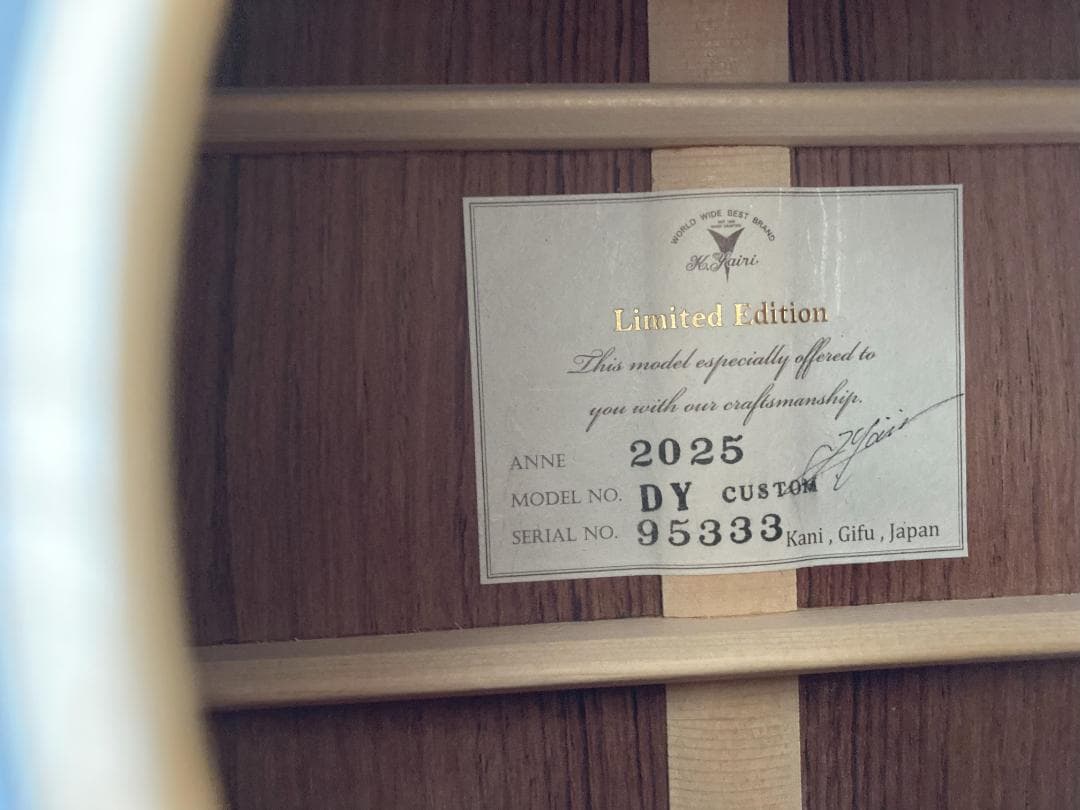 WORLD WIDE BEST BRAND
K.Yairi
Limited Edition
This model especially offered to
you with our craftsmanship.
ANNE 2025
MODEL NO. DY CUSTOM
SERIAL NO. 95333
Kani , Gifu , Japan